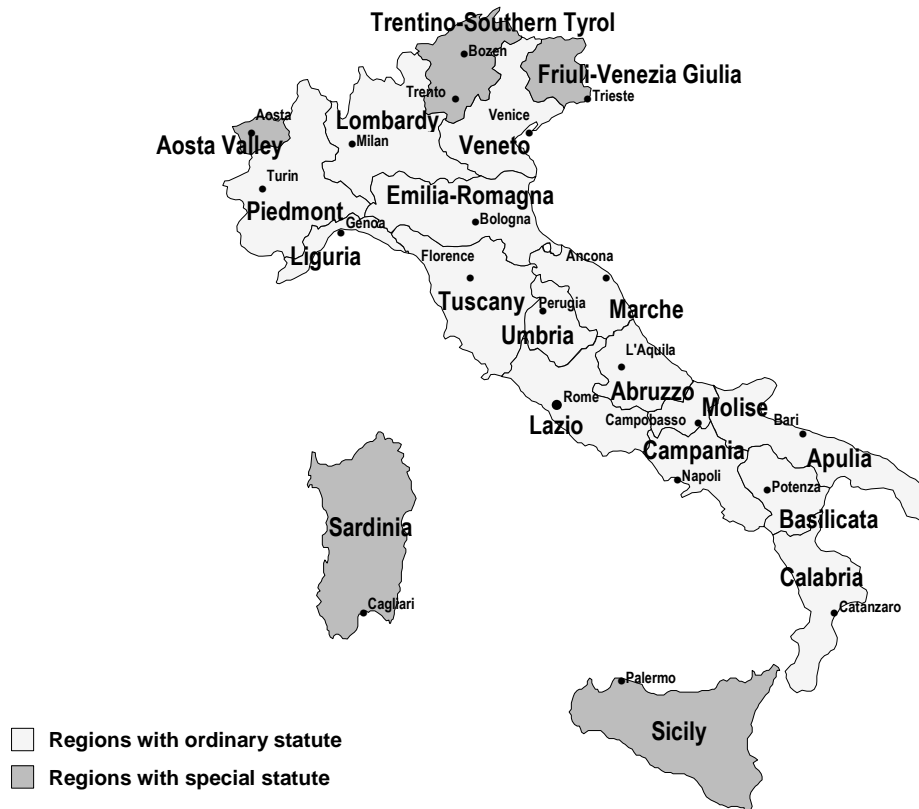 Trentino-Southern Tyrol
Bozen
Friuli-Venezia Giulia
Trento
Trieste
Aosta
Lombardy
Venice
Aosta Valley
Milan
Veneto
Turin
Emilia-Romagna
Piedmont
Bologna
Genoa
Liguria
Florence
Ancona
Tuscany
Perugia
Marche
Umbria
L'Aquila
Abruzzo
Rome
Molise
Lazio
Campobasso
Bari
Campania
Apulia
Napoli
Potenza
Sardinia
Basilicata
Calabria
Cagliari
Catanzaro
Palermo
Sicily
Regions with ordinary statute
Regions with special statute